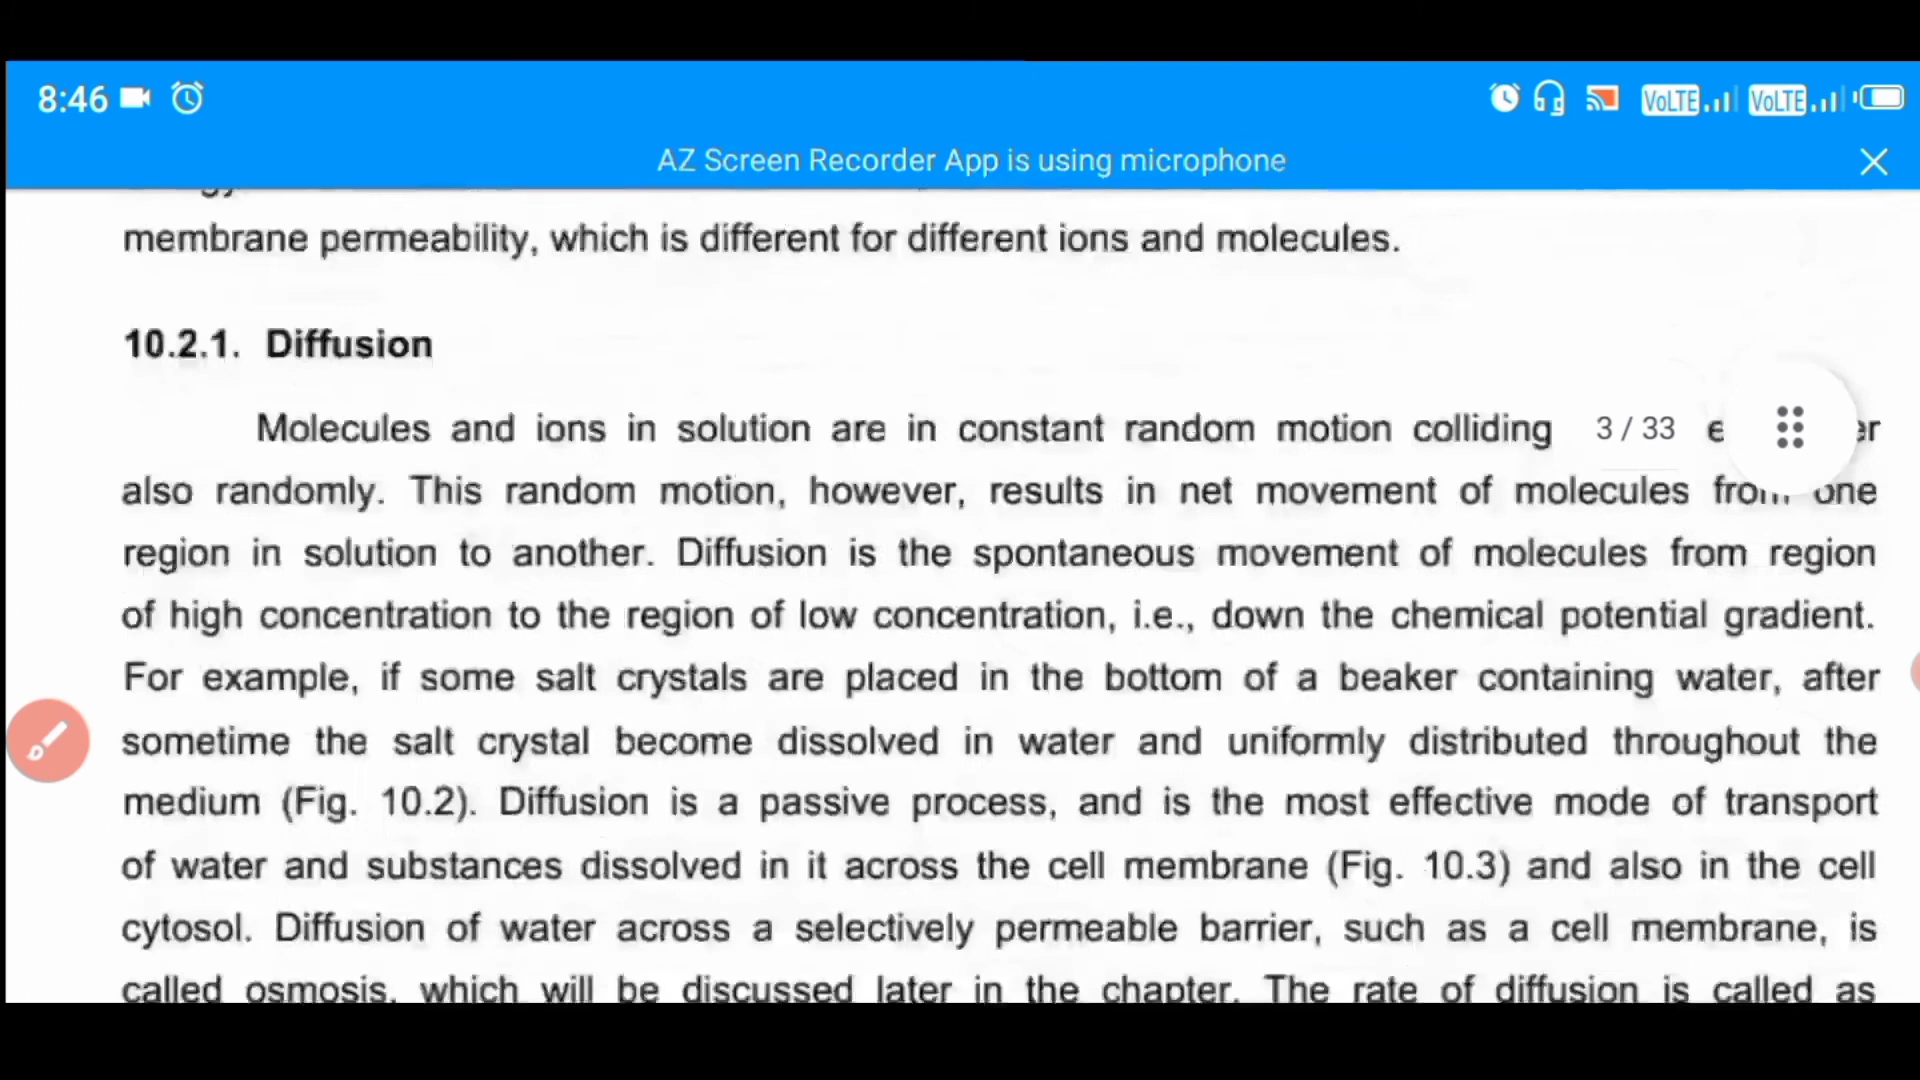 8:46
VoLTE VoLTE
AZ Screen Recorder App is using microphone
membrane permeability, which is different for different ions and molecules.
10.2.1. Diffusion
Molecules and ions in solution are in constant random motion colliding
3 / 33
also randomly. This random motion, however, results in net movement of molecules from one
region in solution to another. Diffusion is the spontaneous movement of molecules from region
of high concentration to the region of low concentration, i.e., down the chemical potential gradient.
For example, if some salt crystals are placed in the bottom of a beaker containing water, after
sometime the salt crystal become dissolved in water and uniformly distributed throughout the
medium (Fig. 10.2). Diffusion is a passive process, and is the most effective mode of transport
of water and substances dissolved in it across the cell membrane (Fig. 10.3) and also in the cell
cytosol. Diffusion of water across a selectively permeable barrier, such as a cell membrane, is
called osmosis, which will be discussed later in the chapter. The rate of diffusion is called as